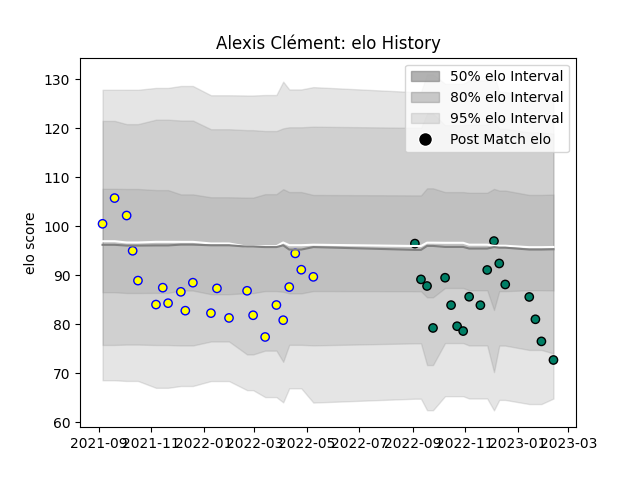 Alexis Clément: elo History
50% elo Interval
80% elo Interval
95% elo Interval
Post Match elo
elo score
130
120
110
100
90
80
70
60
2021-09 2021-11 2022-01 2022-03 2022-05 2022-07 2022-09 2022-11 2023-01 2023-03